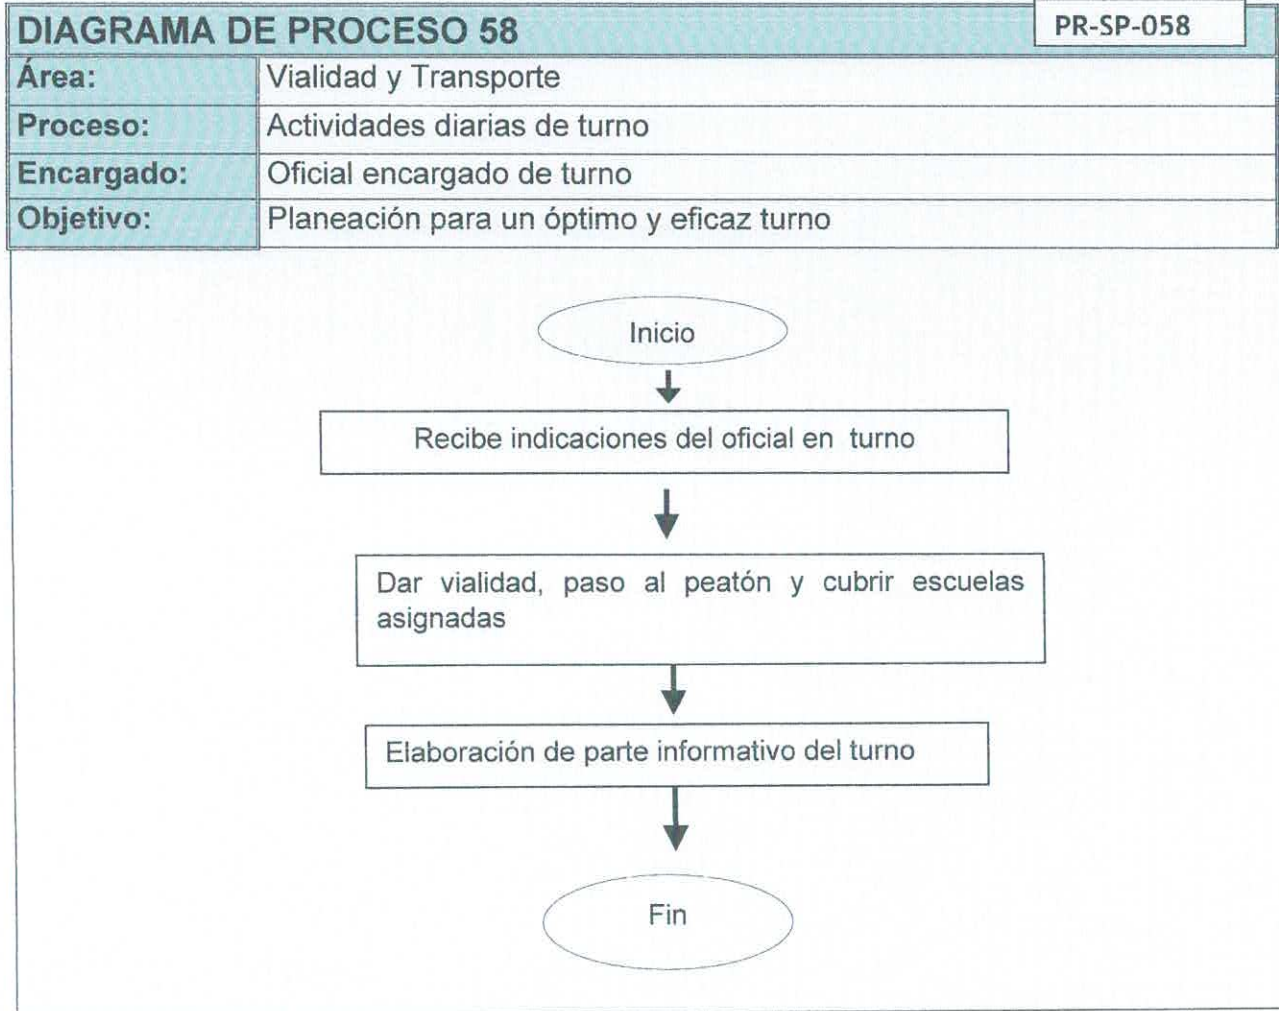 DIAGRAMA DE PROCESO 58
PR-SP-058
Área: Vialidad y Transporte
Proceso: Actividades diarias de turno
Encargado: Oficial encargado de turno
Objetivo: Planeación para un óptimo y eficaz turno
Inicio
Recibe indicaciones del oficial en turno
Dar vialidad, paso al peatón y cubrir escuelas
asignadas
Elaboración de parte informativo del turno
Fin